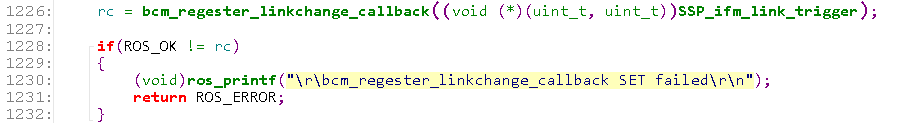 1226: rc = bcm_regester_linkchange_callback((void (*)(uint_t, uint_t))SSP_ifm_link_trigger);
1227:
1228: if(ROS_OK != rc)
1229: {
1230: (void)ros_printf("\r\bcm_regester_linkchange_callback SET failed\r\n");
1231: return ROS_ERROR;
1232: }